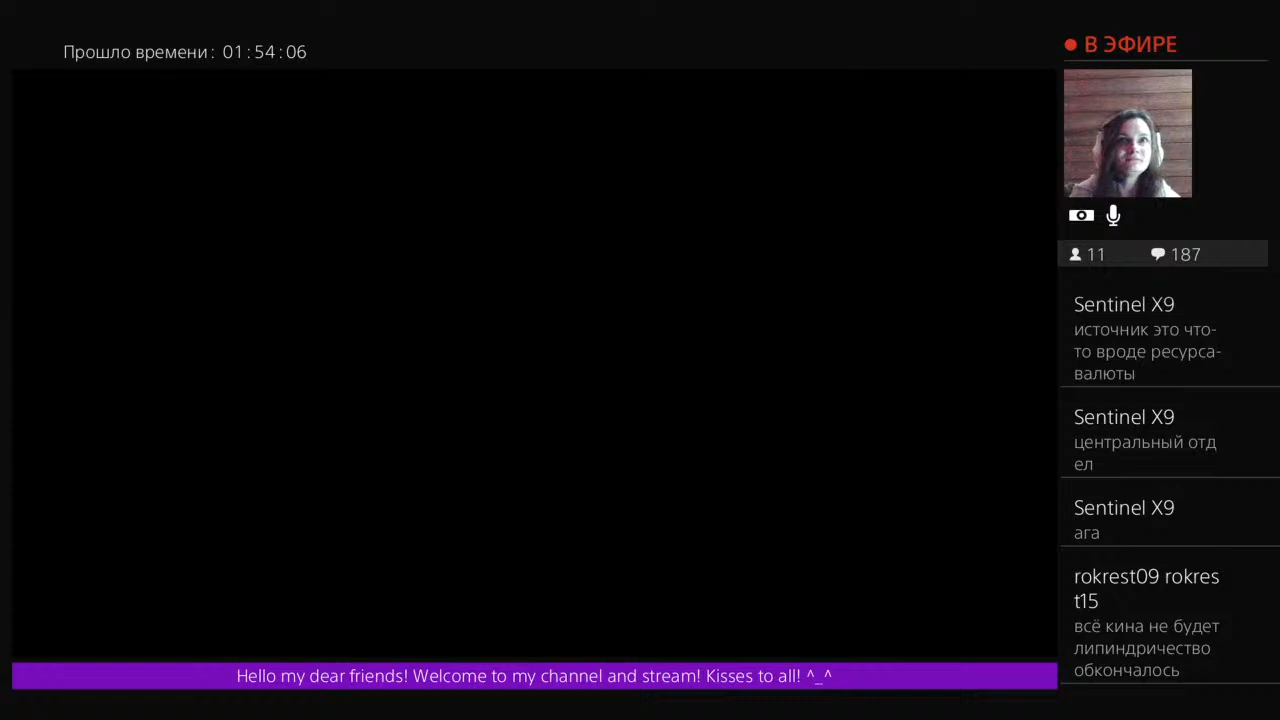 Прошло времени: 01:54:06
В ЭФИРЕ
11 187
Sentinel X9
источник это что-
то вроде ресурса-
валюты
Sentinel X9
центральный отд
ел
Sentinel X9
ага
rokrest09 rokres
t15
всё кина не будет
липиндричество
обкончалось
Hello my dear friends! Welcome to my channel and stream! Kisses to all! ^_^